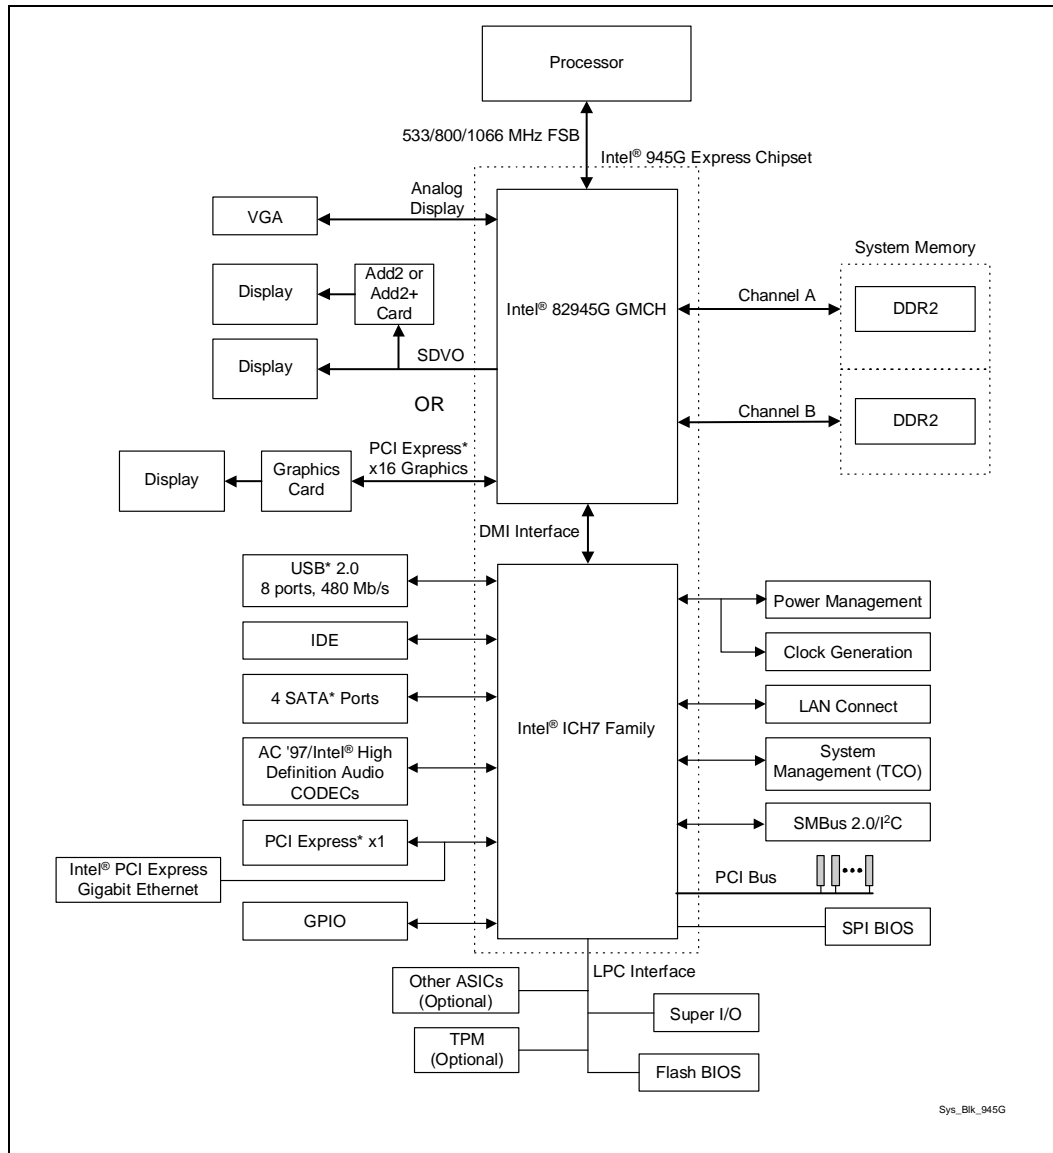 Processor
533/800/1066 MHz FSB
Intel® 945G Express Chipset
Analog
Display
VGA
System Memory
Display
Add2 or
Add2+
Card
Intel® 82945G GMCH
Channel A
DDR2
Display
SDVO
OR
Channel B
DDR2
PCI Express*
x16 Graphics
Display
Graphics
Card
DMI Interface
USB* 2.0
8 ports, 480 Mb/s
Power Management
IDE
Clock Generation
4 SATA* Ports
LAN Connect
Intel® ICH7 Family
AC '97/Intel® High
Definition Audio
CODECs
System
Management (TCO)
PCI Express* x1
SMBus 2.0/I²C
Intel® PCI Express
Gigabit Ethernet
PCI Bus
GPIO
SPI BIOS
LPC Interface
Other ASICs
(Optional)
Super I/O
TPM
(Optional)
Flash BIOS
Sys_Blk_945G